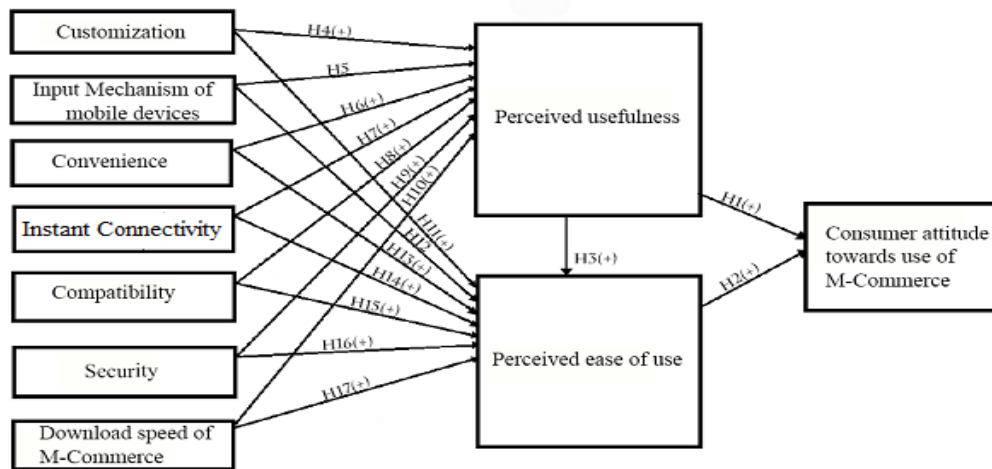 Customization
Input Mechanism of
mobile devices
Convenience
Instant Connectivity
Compatibility
Security
Download speed of
M-Commerce
H4(+)
H5
H6(+)
H7(+)
H8(+)
H9(+)
H10(+)
H11(+)
H12
H13(+)
H14(+)
H15(+)
H16(+)
H17(+)
Perceived usefulness
H3(+)
Perceived ease of use
H1(+)
H2(+)
Consumer attitude
towards use of
M-Commerce